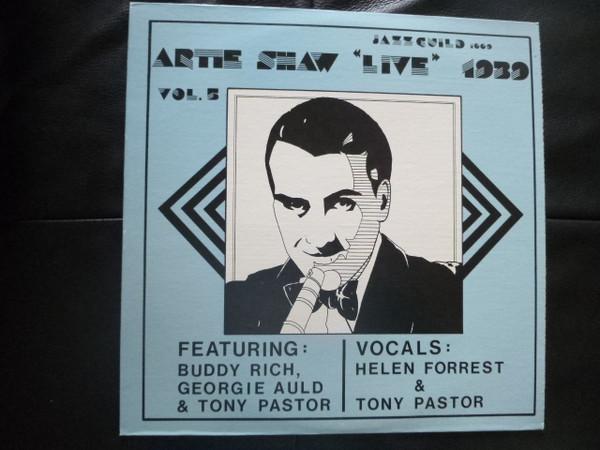 JAZZ GUILD 1009
ARTIE SHAW "LIVE" 1939
VOL. 5
FEATURING:
BUDDY RICH,
GEORGIE AULD
& TONY PASTOR
VOCALS:
HELEN FORREST
&
TONY PASTOR